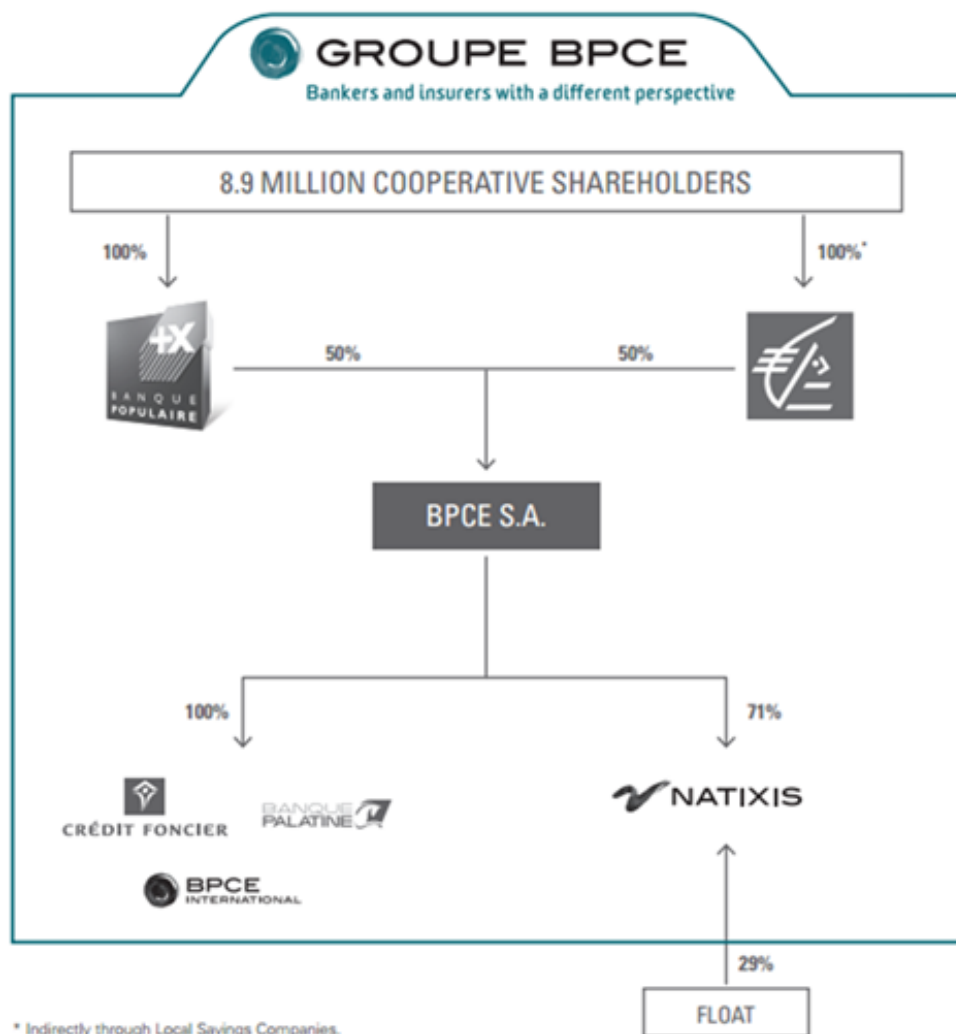 GROUPE BPCE
Bankers and insurers with a different perspective
8.9 MILLION COOPERATIVE SHAREHOLDERS
100%
100%*
+X
BANQUE
POPULAIRE
50%
50%
BPCE S.A.
100%
71%
CRÉDIT FONCIER
BANQUE
PALATINE
NATIXIS
BPCE
INTERNATIONAL
29%
FLOAT
* Indirectly through Local Savings Companies.